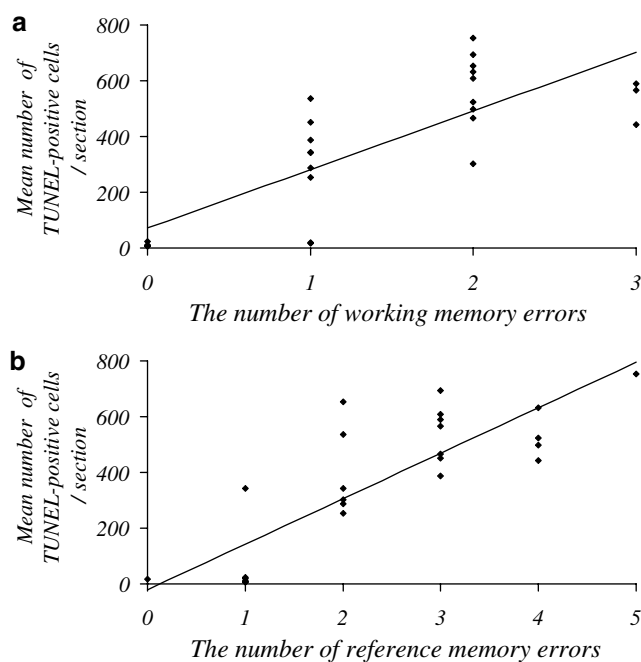 a
Mean number of
TUNEL-positive cells
/ section
800
600
400
200
0
0 1 2 3
The number of working memory errors
b
Mean number of
TUNEL-positive cells
/ section
800
600
400
200
0
0 1 2 3 4 5
The number of reference memory errors